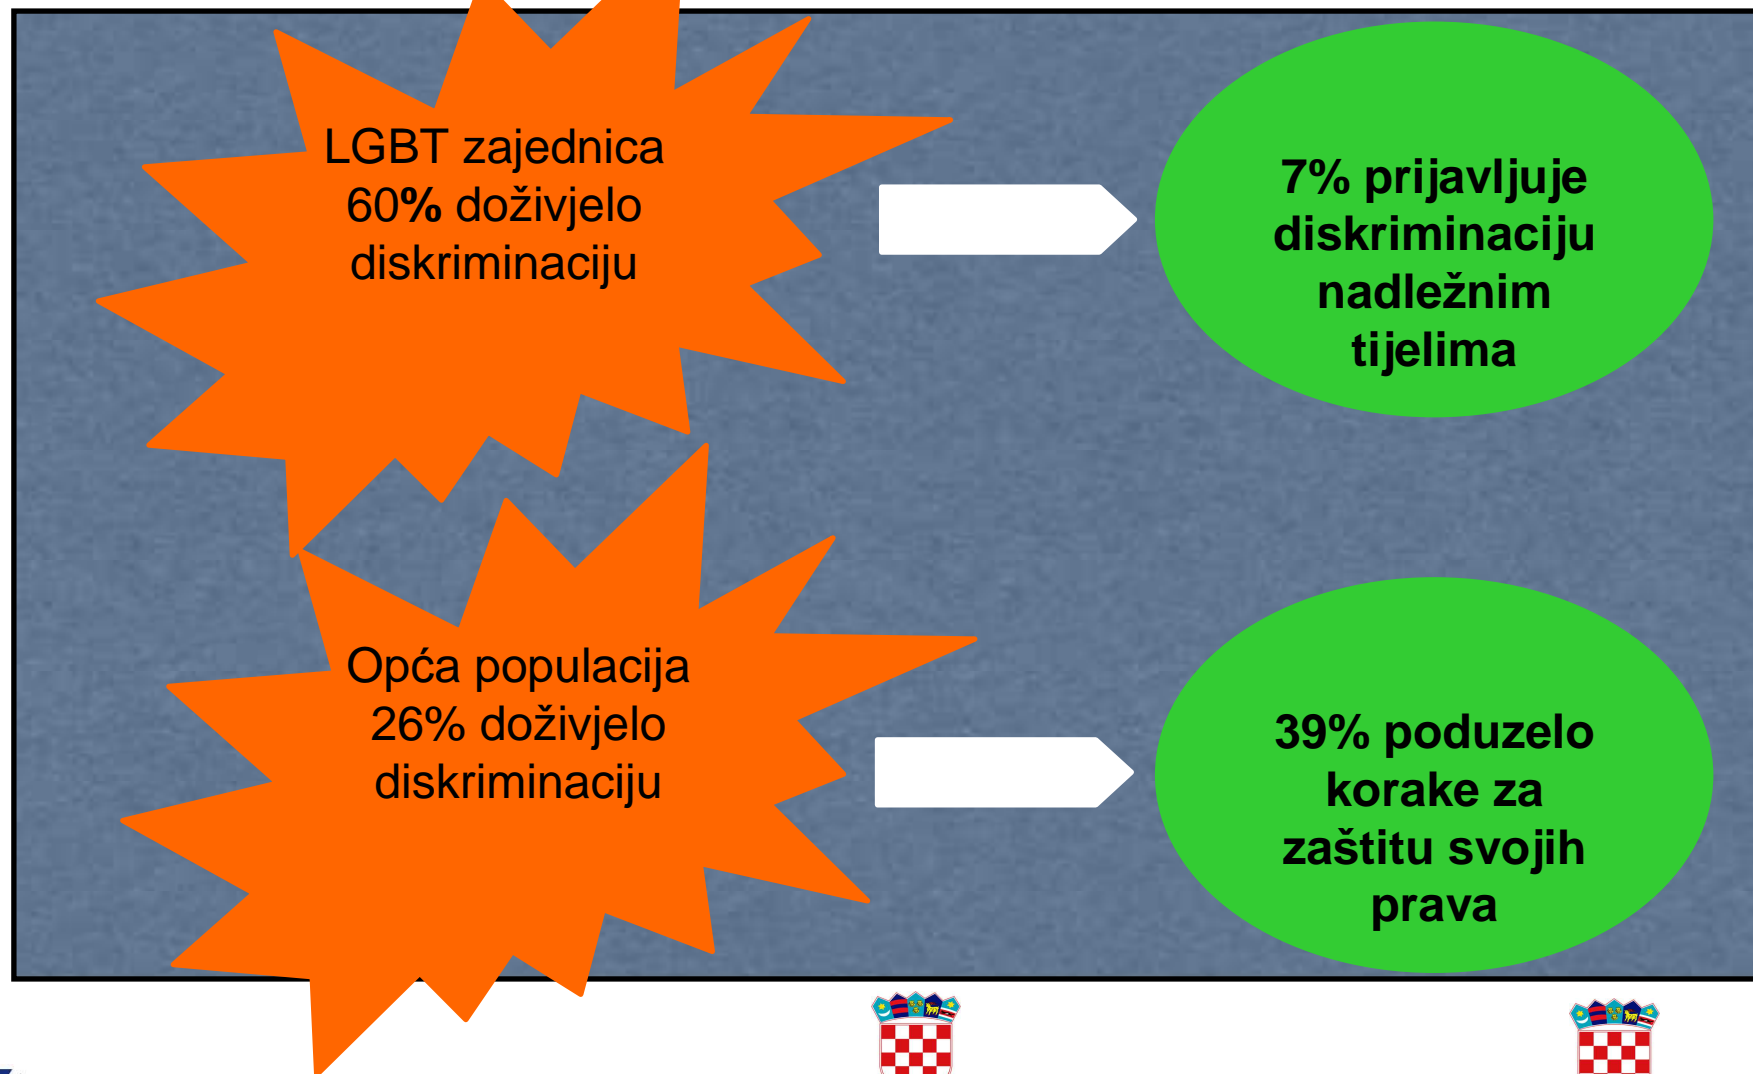 LGBT zajednica
60% doživjelo
diskriminaciju
7% prijavljuje
diskriminaciju
nadležnim
tijelima
Opća populacija
26% doživjelo
diskriminaciju
39% poduzelo
korake za
zaštitu svojih
prava